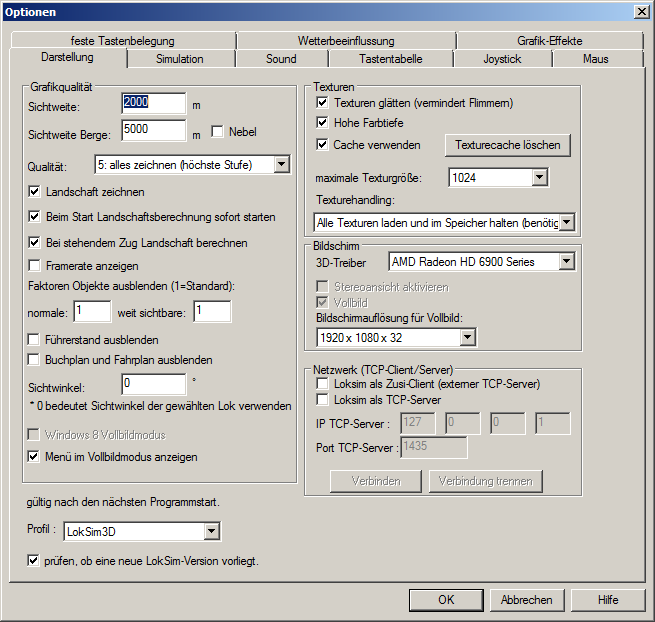 Optionen
feste Tastenbelegung
Wetterbeeinflussung
Grafik-Effekte
Darstellung
Simulation
Sound
Tastentabelle
Joystick
Maus
Grafikqualität
Sichtweite:
2000
m
Sichtweite Berge:
5000
m
Nebel
Qualität:
5: alles zeichnen (höchste Stufe)
Landschaft zeichnen
Beim Start Landschaftsberechnung sofort starten
Bei stehendem Zug Landschaft berechnen
Framerate anzeigen
Faktoren Objekte ausblenden (1=Standard):
normale:
1
weit sichtbare:
1
Führerstand ausblenden
Buchplan und Fahrplan ausblenden
Sichtwinkel:
0
°
* 0 bedeutet Sichtwinkel der gewählten Lok verwenden
Windows 8 Vollbildmodus
Menü im Vollbildmodus anzeigen
Texturen
Texturen glätten (vermindert Flimmern)
Hohe Farbtiefe
Cache verwenden
Texturecache löschen
maximale Texturgröße:
1024
Texturehandling:
Alle Texturen laden und im Speicher halten (benötig
Bildschim
3D-Treiber
AMD Radeon HD 6900 Series
Stereoansicht aktivieren
Vollbild
Bildschimauflösung für Vollbild:
1920 x 1080 x 32
Netzwerk (TCP-Client/Server)
Loksim als Zusi-Client (externer TCP-Server)
Loksim als TCP-Server
IP TCP-Server :
127
0
0
1
Port TCP-Server :
1435
Verbinden
Verbindung trennen
gültig nach den nächsten Programmstart.
Profil :
LokSim3D
prüfen, ob eine neue LokSim-Version vorliegt.
OK
Abbrechen
Hilfe